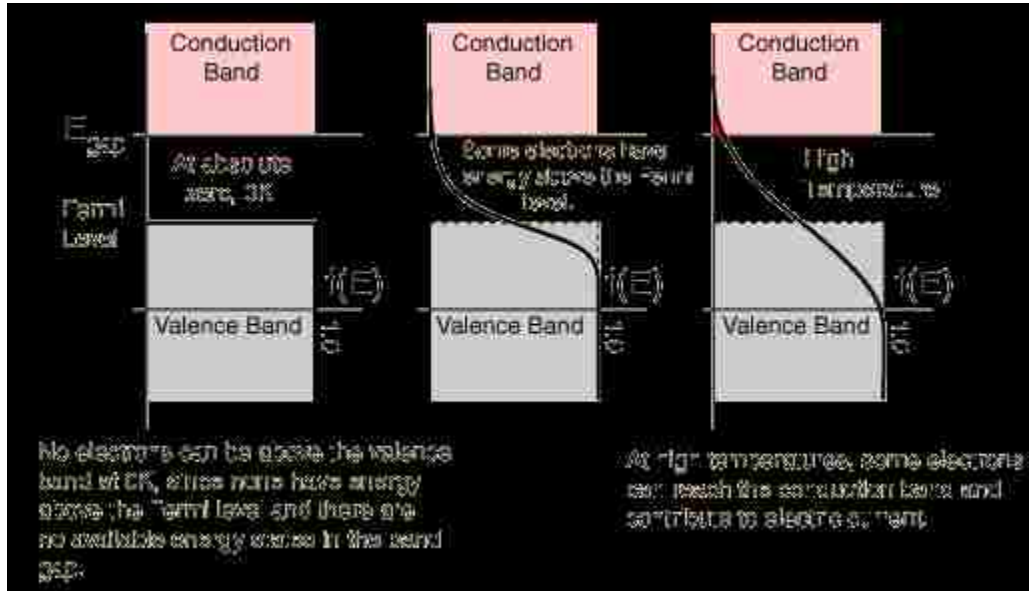 Conduction
Band
Conduction
Band
Conduction
Band
E
gap
At absolute
zero, 0K
Some electrons have
energy above the Fermi
level.
High
Temperature
Fermi
Level
f(E)
f(E)
f(E)
Valence Band
Valence Band
Valence Band
1.0
1.0
1.0
No electrons can be above the valence
band at 0K, since none have energy
above the Fermi level and there are
no available energy states in the band
gap.
At high temperatures, some electrons
can reach the conduction band and
contribute to electric current.